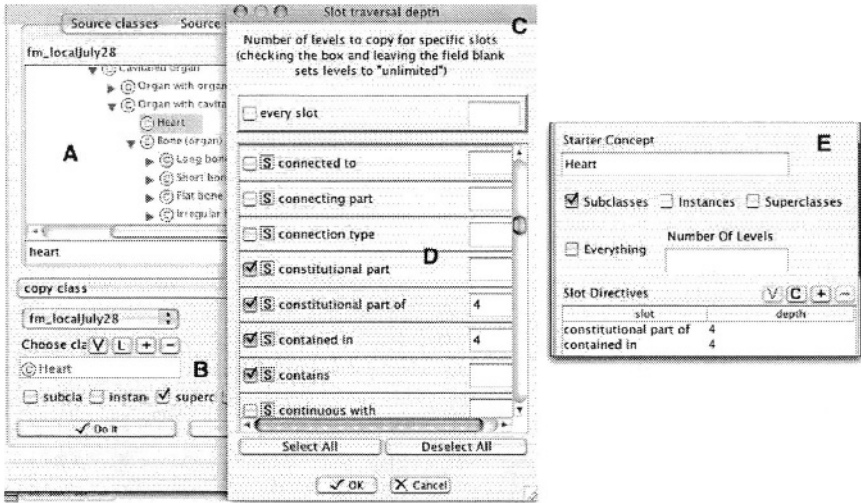 Source classes Source
fm_localJuly28
Cavitated organ
Organ with organ
Organ with cavita
Heart
Bone (organ)
Long bon
Short bon
Flat bone
Irregular
A
heart
copy class
fm_localJuly28
Choose cla V L + −
Heart
B
subcla instan superc
Do It
Slot traversal depth
C
Number of levels to copy for specific slots
(checking the box and leaving the field blank
sets levels to "unlimited")
every slot
S connected to
S connecting part
S connection type
D
S constitutional part
S constitutional part of 4
S contained in 4
S contains
S continuous with
Select All Deselect All
OK Cancel
Starter Concept
E
Heart
Subclasses Instances Superclasses
Everything Number Of Levels
Slot Directives V C + −
slot depth
constitutional part of 4
contained in 4